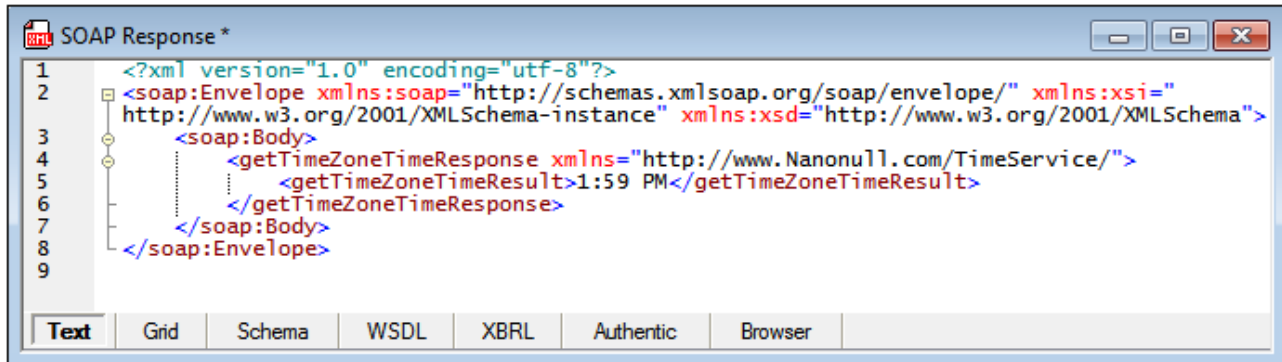 XML SOAP Response *
1 <?xml version="1.0" encoding="utf-8"?>
2 <soap:Envelope xmlns:soap="http://schemas.xmlsoap.org/soap/envelope/" xmlns:xsi="
http://www.w3.org/2001/XMLSchema-instance" xmlns:xsd="http://www.w3.org/2001/XMLSchema">
3 <soap:Body>
4 <getTimeZoneTimeResponse xmlns="http://www.Nanonull.com/TimeService/">
5 <getTimeZoneTimeResult>1:59 PM</getTimeZoneTimeResult>
6 </getTimeZoneTimeResponse>
7 </soap:Body>
8 </soap:Envelope>
9
Text Grid Schema WSDL XBRL Authentic Browser